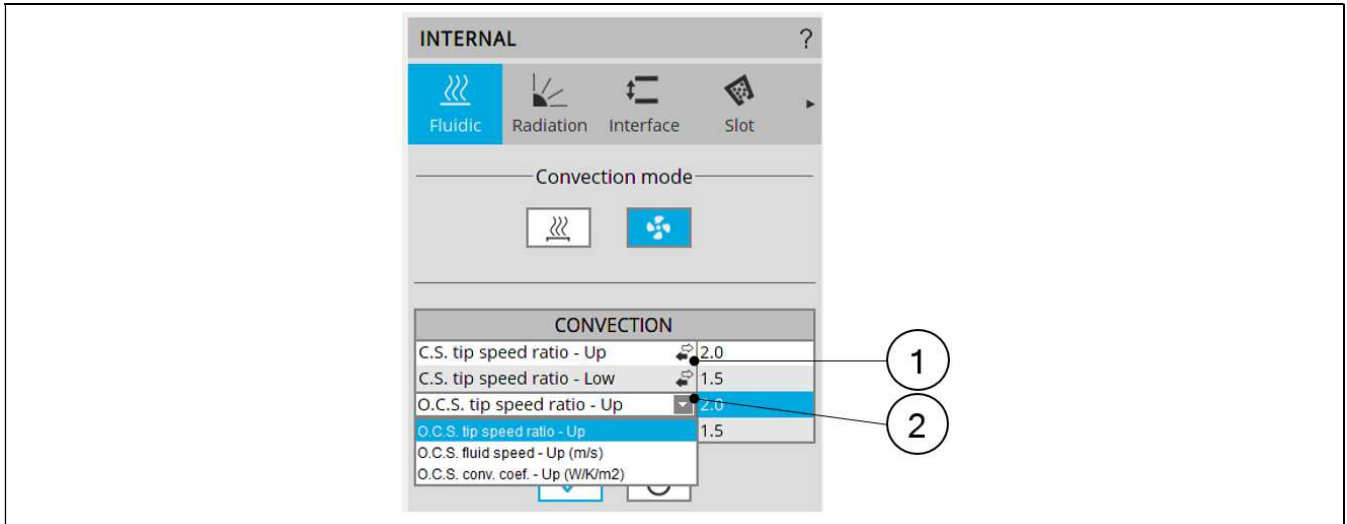 INTERNAL ?
Fluidic Radiation Interface Slot
Convection mode
CONVECTION
C.S. tip speed ratio - Up 2.0
C.S. tip speed ratio - Low 1.5
O.C.S. tip speed ratio - Up 2.0
O.C.S. tip speed ratio - Up 1.5
O.C.S. fluid speed - Up (m/s)
O.C.S. conv. coef. - Up (W/K/m2)
1
2